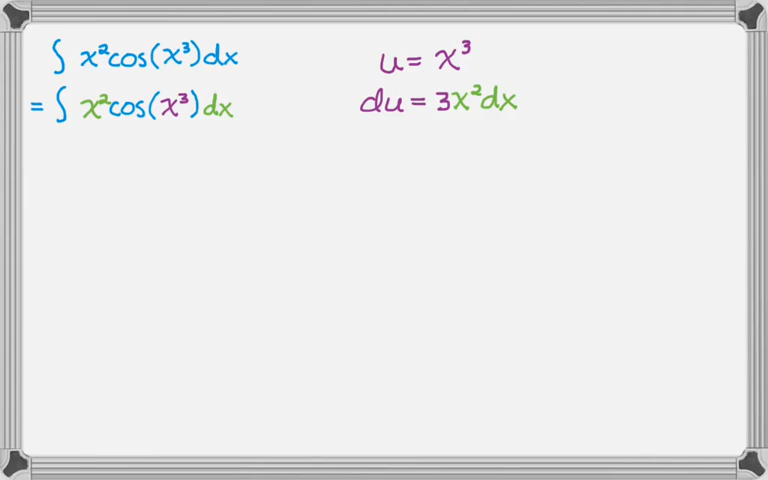 ∫ x²cos(x³)dx
u = x³
= ∫ x²cos(x³)dx
du = 3x²dx